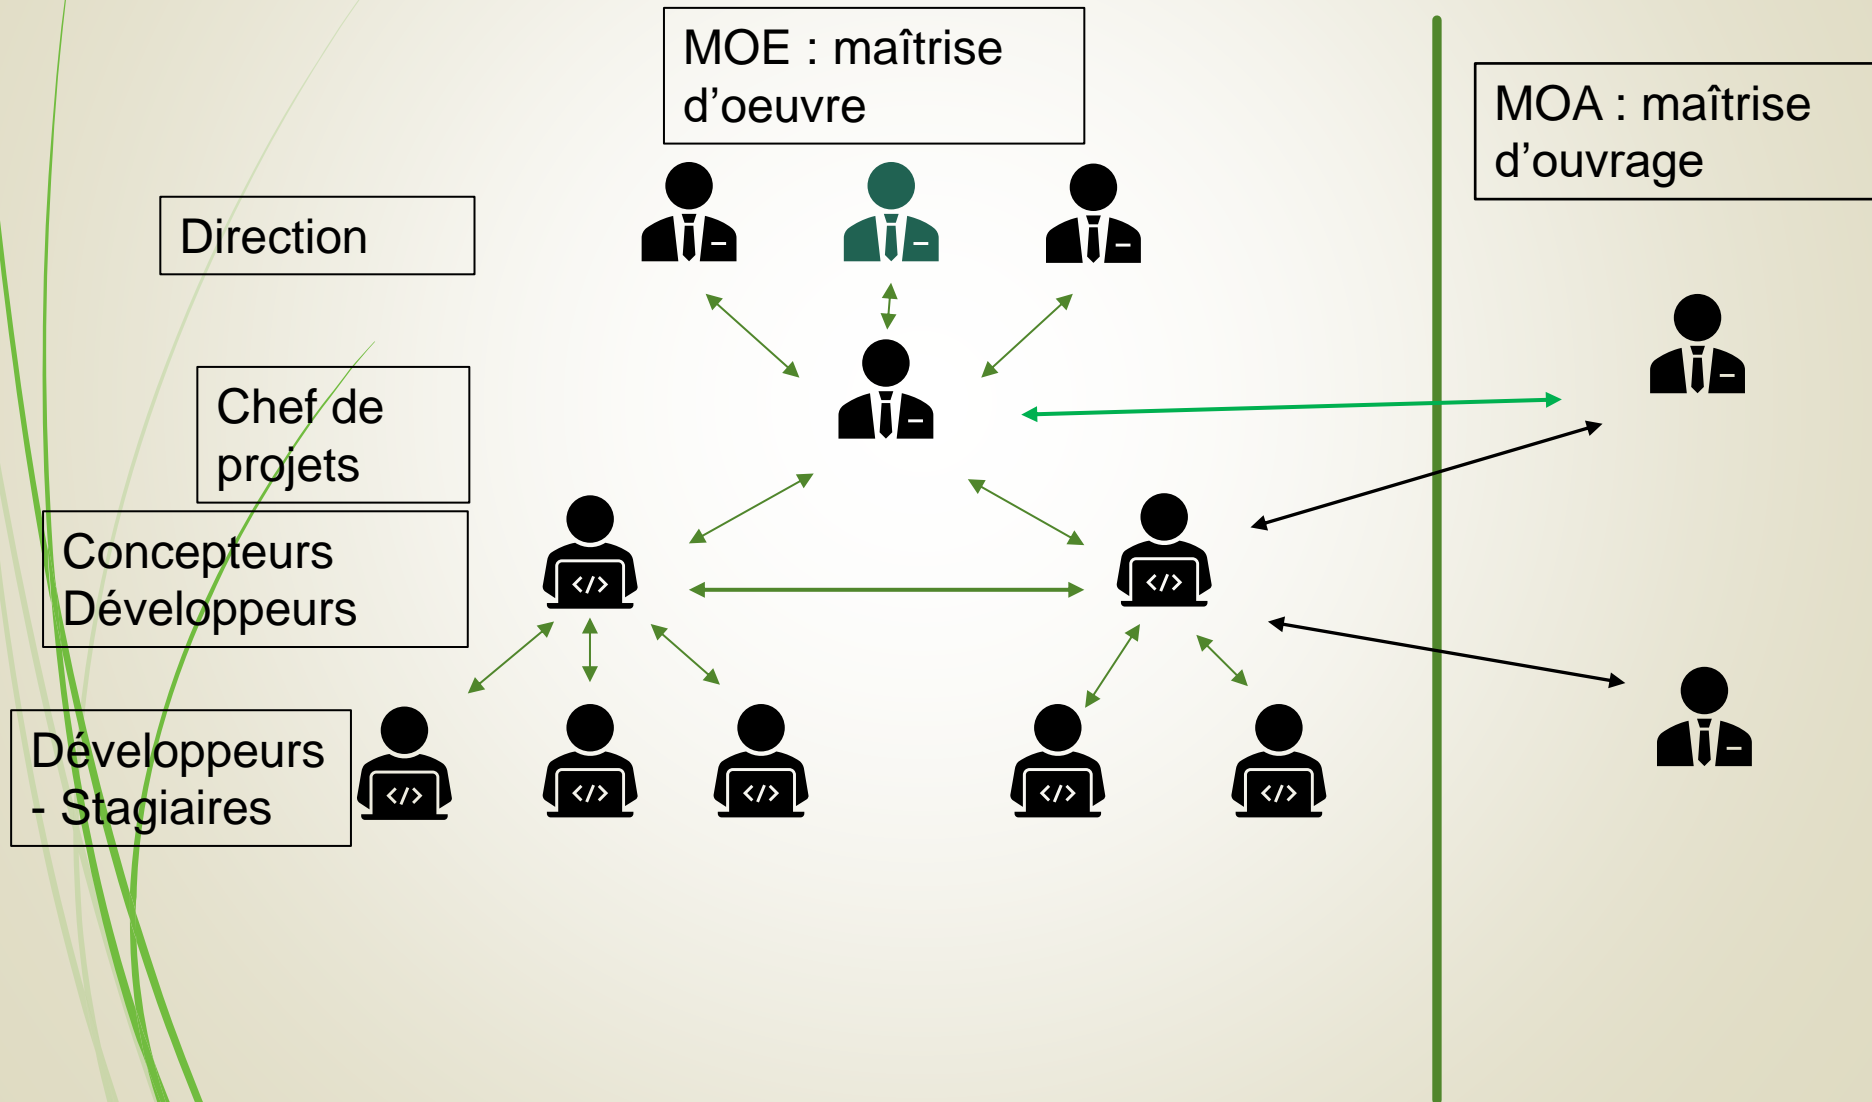 MOE : maîtrise
d’oeuvre
MOA : maîtrise
d’ouvrage
Direction
Chef de
projets
Concepteurs
Développeurs
Développeurs
- Stagiaires